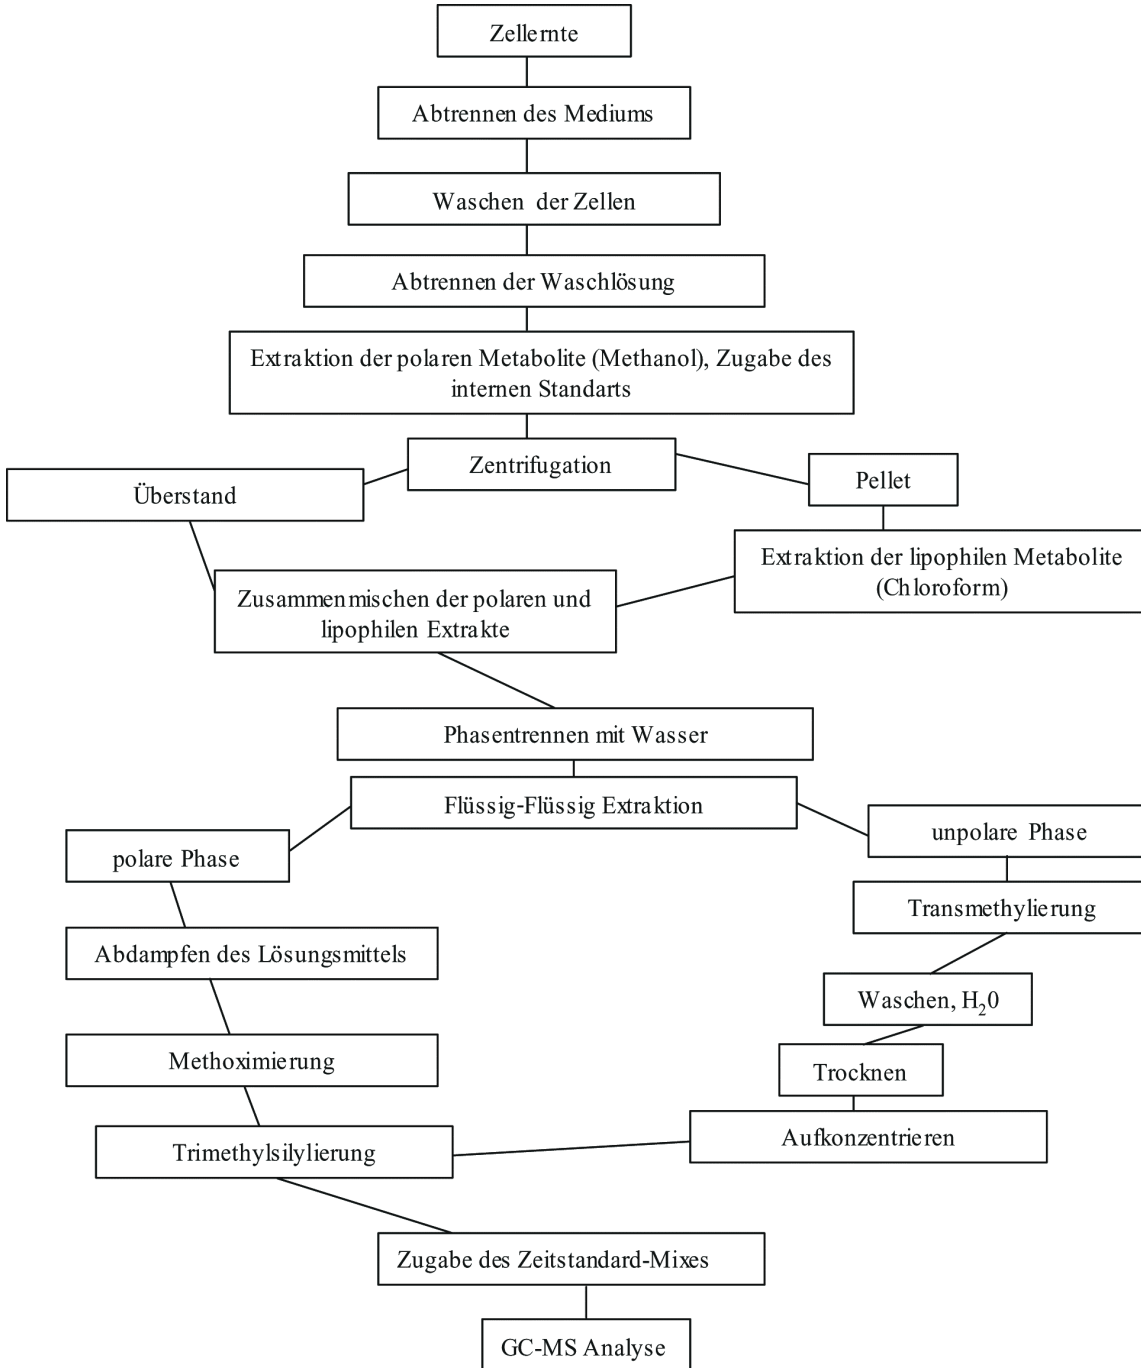 Zellernte
Abtrennen des Mediums
Waschen der Zellen
Abtrennen der Waschlösung
Extraktion der polaren Metabolite (Methanol), Zugabe des
internen Standarts
Zentrifugation
Überstand
Pellet
Extraktion der lipophilen Metabolite
(Chloroform)
Zusammenmischen der polaren und
lipophilen Extrakte
Phasentrennen mit Wasser
Flüssig-Flüssig Extraktion
polare Phase
unpolare Phase
Transmethylierung
Abdampfen des Lösungsmittels
Waschen, H₂0
Methoximierung
Trocknen
Aufkonzentrieren
Trimethylsilylierung
Zugabe des Zeitstandard-Mixes
GC-MS Analyse